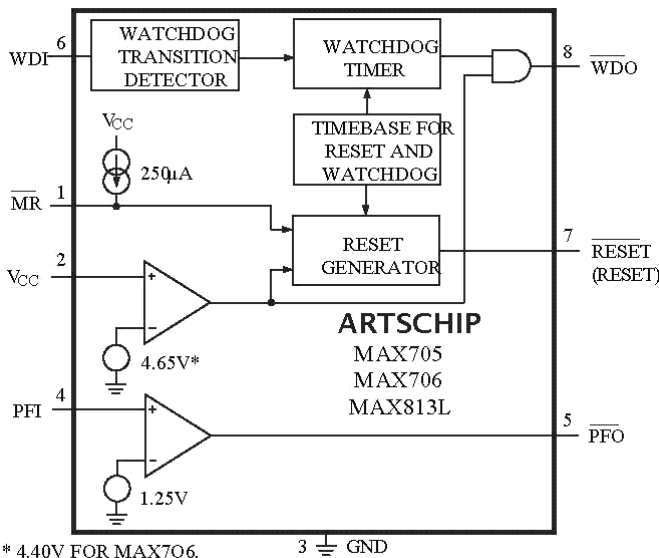 WATCHDOG
TRANSITION
DETECTOR
WATCHDOG
TIMER
6
WDI
8
WDO
TIMEBASE FOR
RESET AND
WATCHDOG
VCC
250µA
1
MR
RESET
GENERATOR
7
RESET
(RESET)
2
VCC
+
−
4.65V*
ARTSCHIP
MAX705
MAX706
MAX813L
4
PFI
+
−
1.25V
5
PFO
3
GND
* 4.40V FOR MAX7O6.